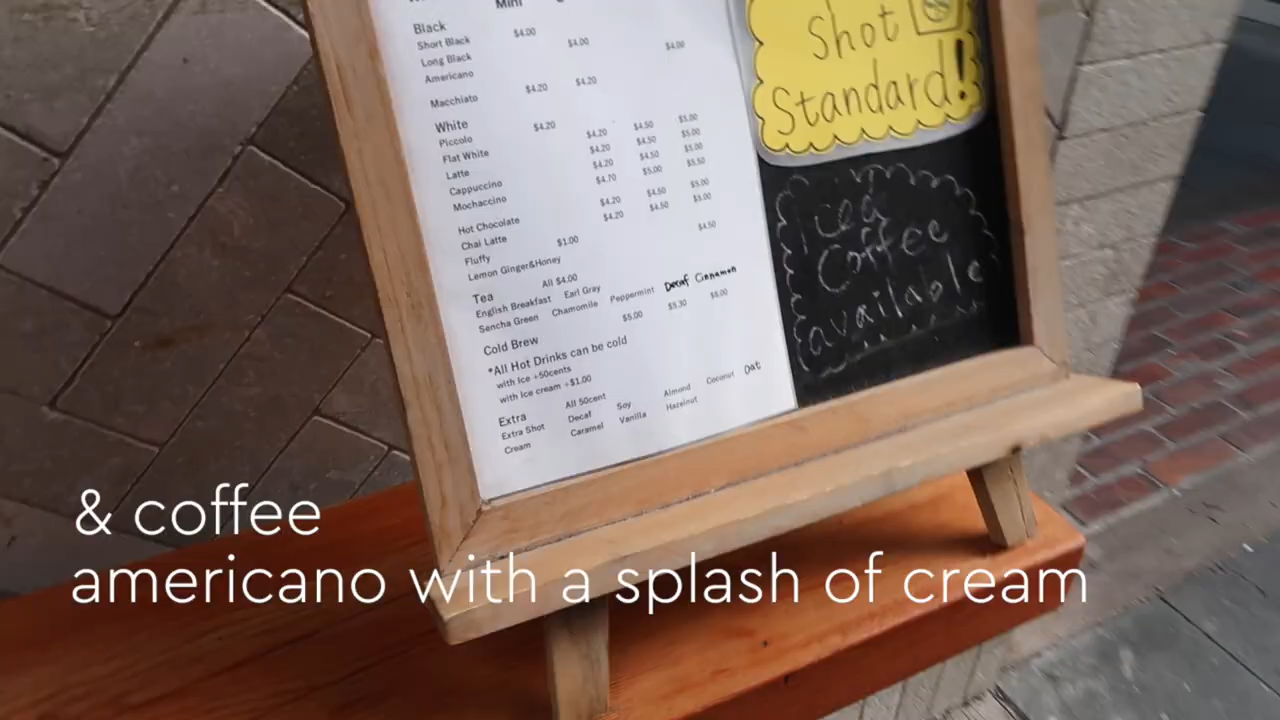 Mini
Black
Short Black $4.00
Long Black $4.00
Americano $4.00
Macchiato $4.20 $4.20
White
Piccolo $4.20
Flat White $4.20 $4.50 $5.00
Latte $4.20 $4.50 $5.00
Cappuccino $4.20 $4.50 $5.00
Mochaccino $4.70 $5.00 $5.50
Hot Chocolate $4.20 $4.50 $5.00
Chai Latte $4.20 $4.50 $5.00
Fluffy $1.00
Lemon Ginger&Honey $4.50
Tea All $4.00
English Breakfast Earl Gray
Sencha Green Chamomile Peppermint Decaf Cinnamon
Cold Brew $5.00 $5.30 $6.00
*All Hot Drinks can be cold
with Ice +50cents
with Ice cream +$1.00
Extra All 50cent
Extra Shot Decaf Soy Almond Coconut Oat
Cream Caramel Vanilla Hazelnut
Shot
Standard!
Iced
Coffee
available
& coffee
americano with a splash of cream